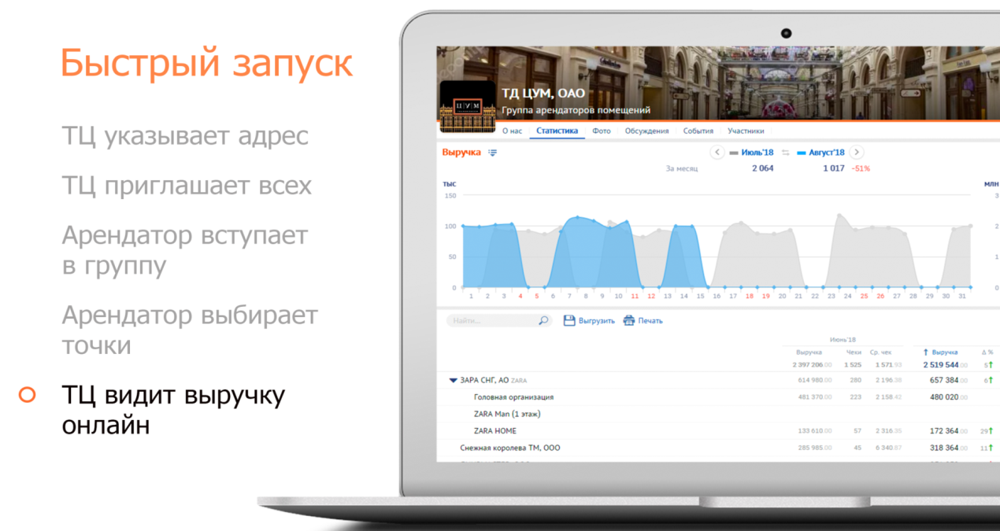 Быстрый запуск
ТЦ указывает адрес
ТЦ приглашает всех
Арендатор вступает
в группу
Арендатор выбирает
точки
ТЦ видит выручку
онлайн
Ц|У|М
ТД ЦУМ, ОАО
Группа арендаторов помещений
О нас Статистика Фото Обсуждения События Участники
Выручка Июль'18 Август'18
За месяц 2 064 1 017 -51%
тыс млн
150 3
100 2
50 1
0 0
1 2 3 4 5 6 7 8 9 10 11 12 13 14 15 16 17 18 19 20 21 22 23 24 25 26 27 28 29 30 31
Найти... Выгрузить Печать
Июнь'18
Выручка Чеки Ср. чек ↑ Выручка Δ %
2 397 206.00 1 525 1 571.93 2 519 544.00 5↑
ЗАРА СНГ, АО ZARA 614 980.00 280 2 196.38 657 384.00 6↑
Головная организация 481 370.00 223 2 158.42 480 020.00
ZARA Man (1 этаж)
ZARA HOME 133 610.00 57 2 316.35 172 364.00 29↑
Снежная королева ТМ, ООО 285 985.00 45 6 340.87 318 364.00 11↑